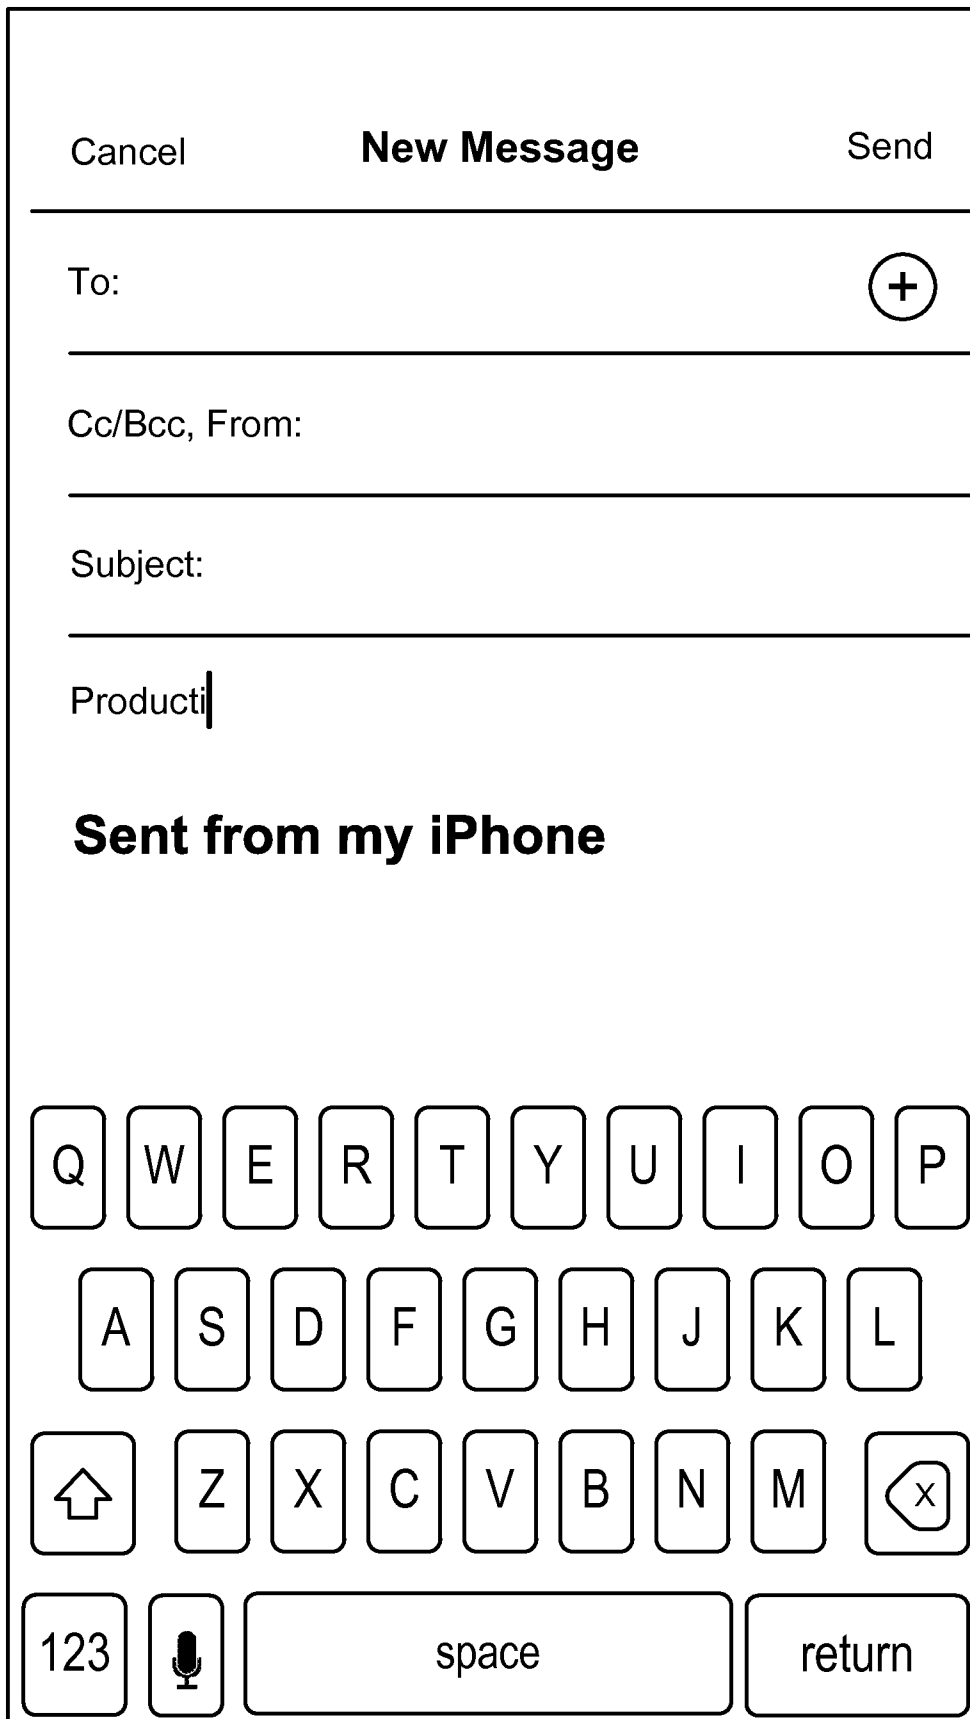 Cancel New Message Send
To: +
Cc/Bcc, From:
Subject:
Producti
Sent from my iPhone
Q W E R T Y U I O P
A S D F G H J K L
Z X C V B N M X
123 space return